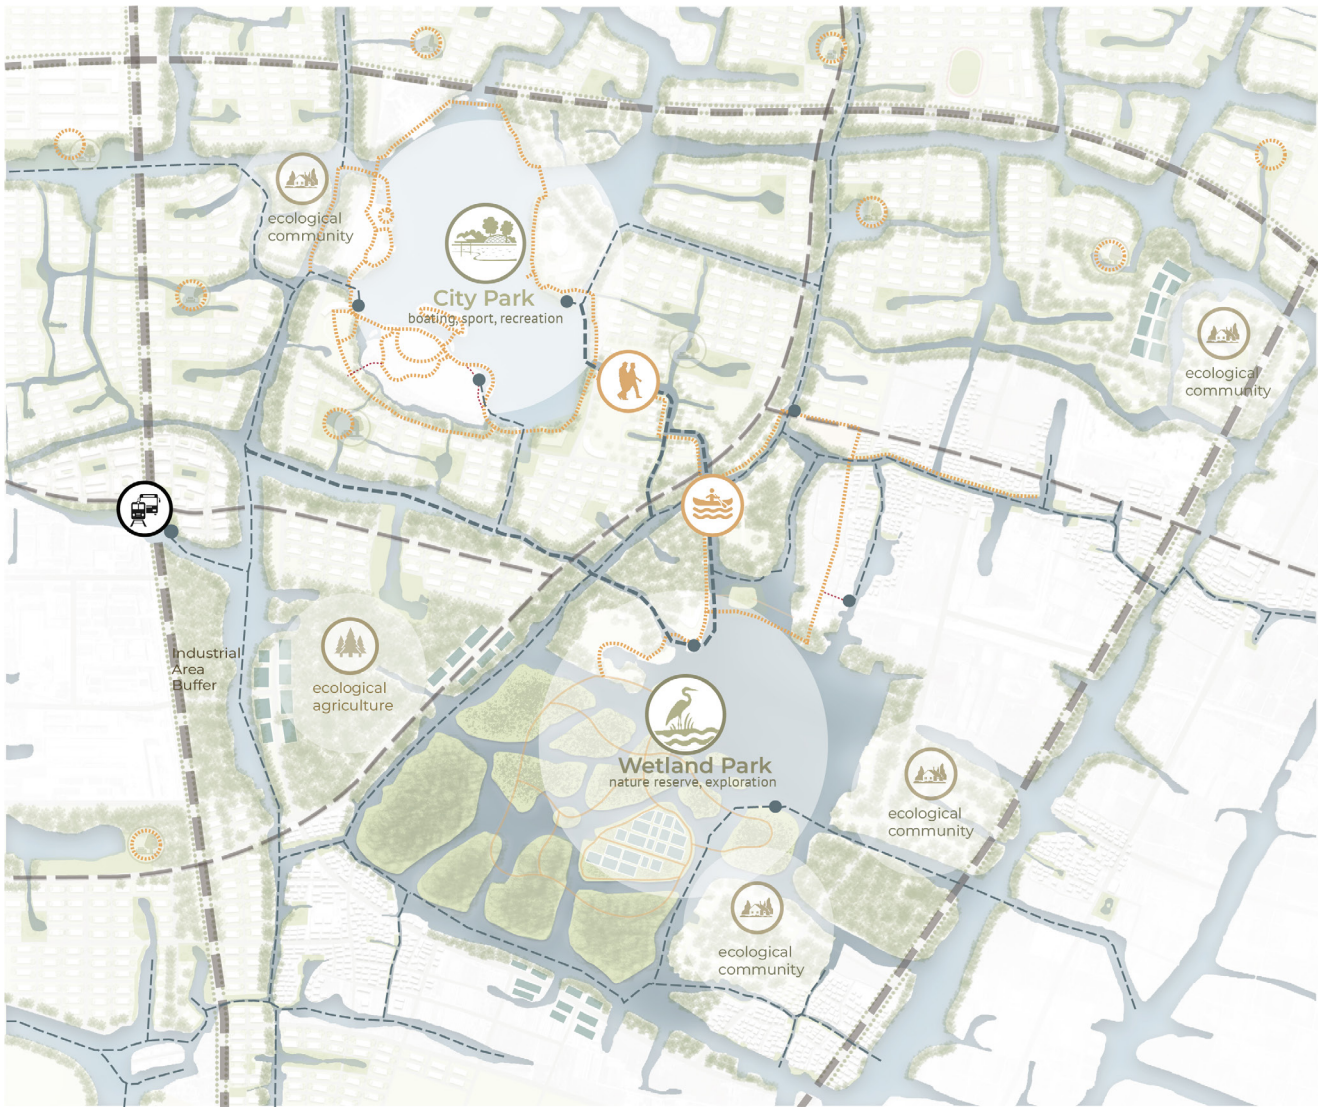 ecological
community
City Park
boating, sport, recreation
ecological
community
Industrial
Area
Buffer
ecological
agriculture
Wetland Park
nature reserve, exploration
ecological
community
ecological
community